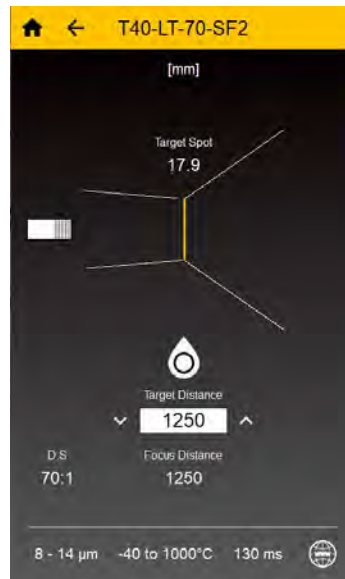 T40-LT-70-SF2
[mm]
Target Spot
17.9
Target Distance
1250
D:S
Focus Distance
70:1
1250
8 - 14 µm
-40 to 1000°C
130 ms